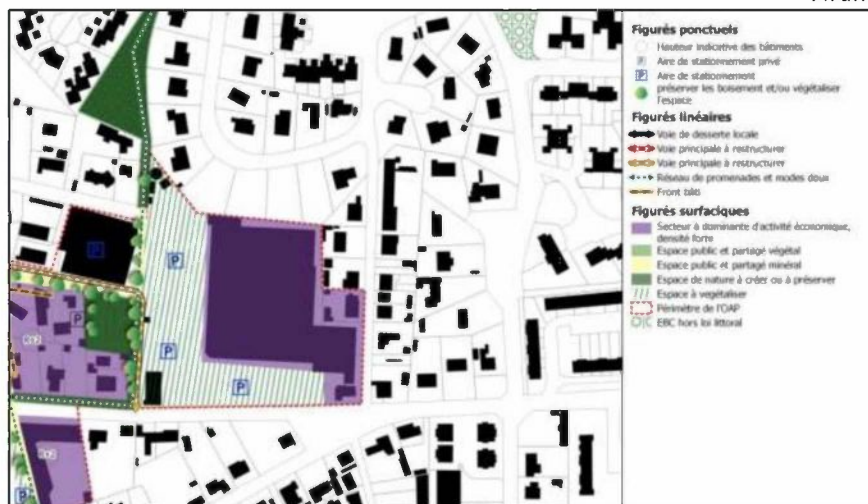 Figurés ponctuels
Hauteur indicative des bâtiments
Aire de stationnement privé
Aire de stationnement
préserver les boisement et/ou végétaliser
l'espace
Figurés linéaires
Voie de desserte locale
Voie principale à restructurer
Voie principale à restructurer
Réseau de promenades et modes doux
Front bâti
Figurés surfaciques
Secteur à dominante d'activité économique,
densité forte
Espace public et partagé végétal
Espace public et partagé minéral
Espace de nature à créer ou à préserver
Espace à végétaliser
Périmètre de l'OAP
EBC hors loi littoral
P
P
P
P
P
R+2
R+2
P